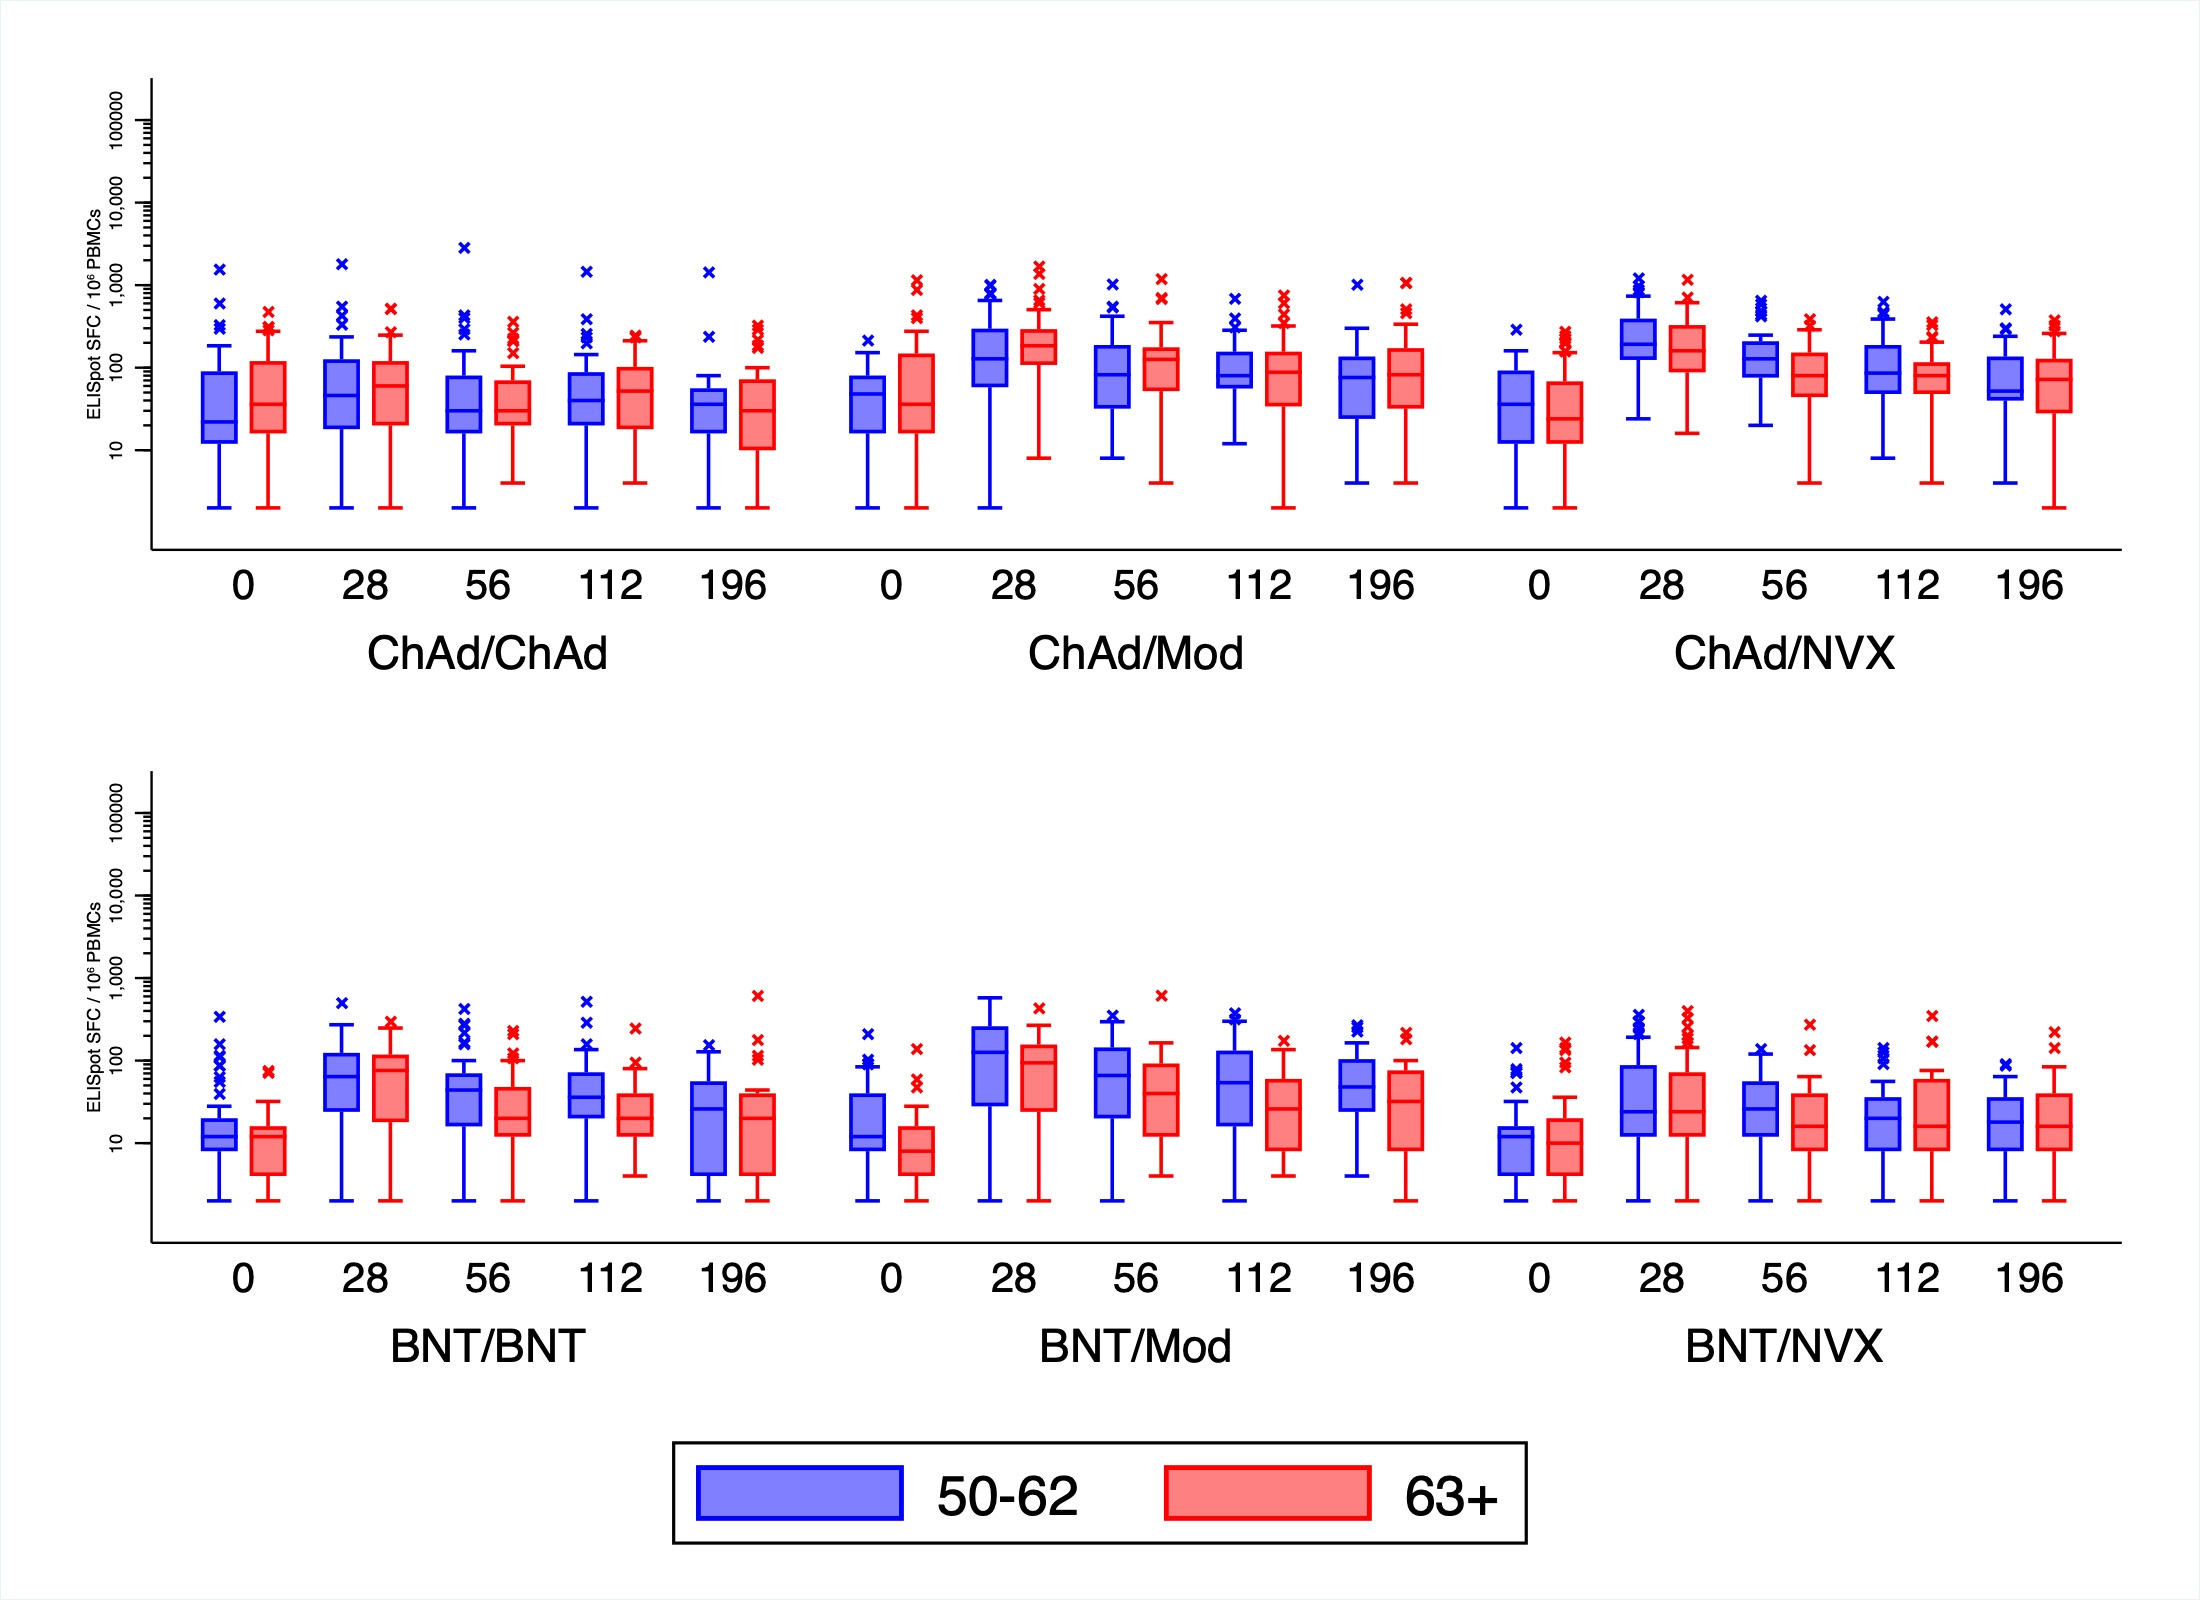 ELISpot SFC / 10⁶ PBMCs
100000
10,000
1,000
100
10
0 28 56 112 196 0 28 56 112 196 0 28 56 112 196
ChAd/ChAd ChAd/Mod ChAd/NVX
ELISpot SFC / 10⁶ PBMCs
100000
10,000
1,000
100
10
0 28 56 112 196 0 28 56 112 196 0 28 56 112 196
BNT/BNT BNT/Mod BNT/NVX
50-62 63+